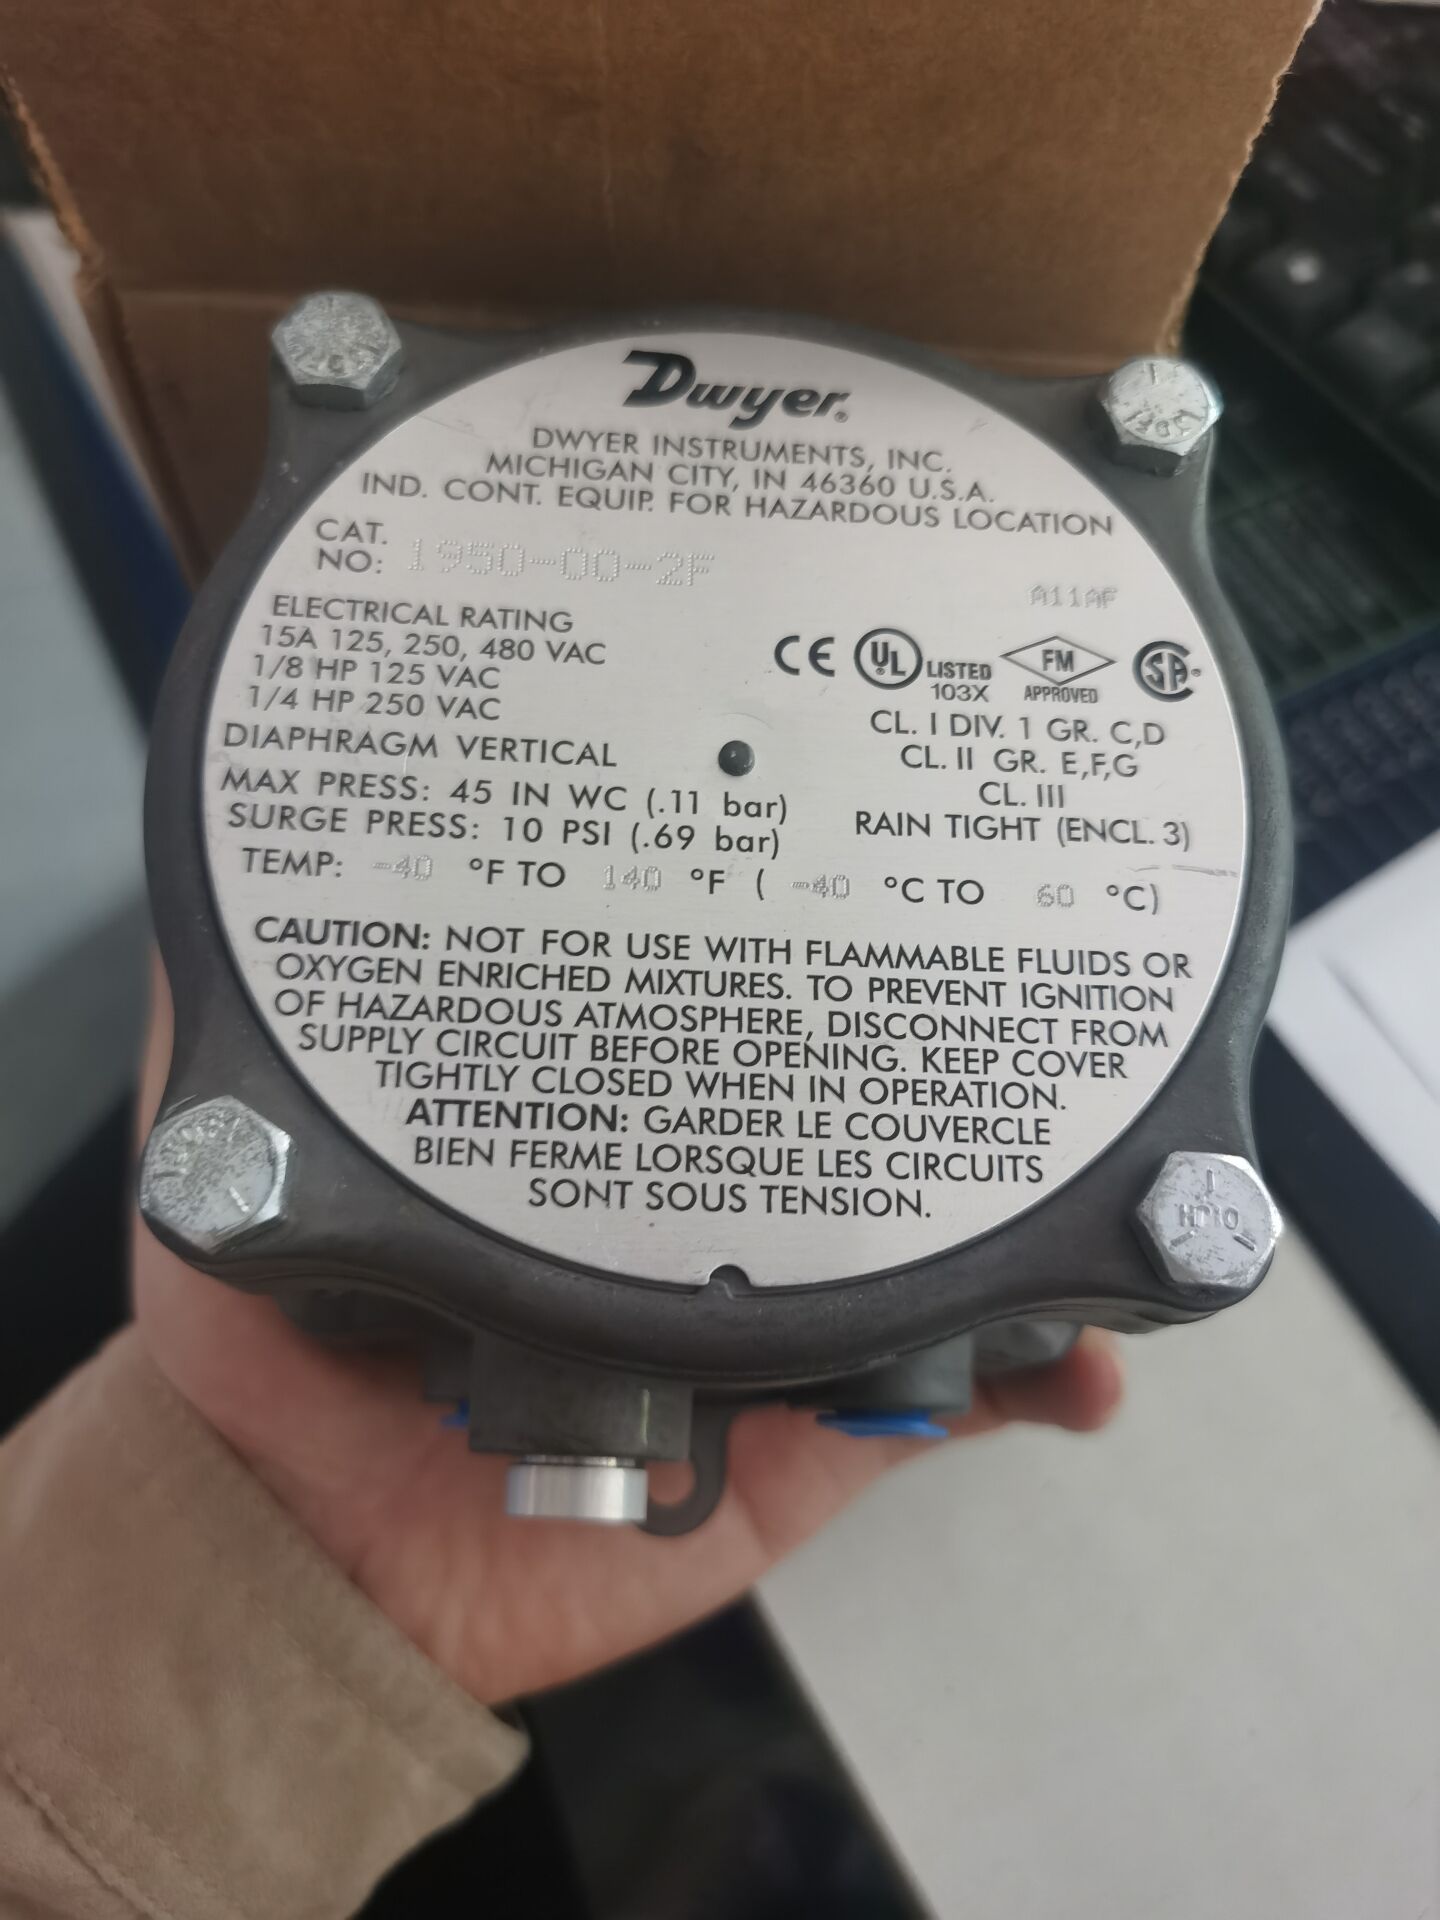 Dwyer®
DWYER INSTRUMENTS, INC.
MICHIGAN CITY, IN 46360 U.S.A.
IND. CONT. EQUIP. FOR HAZARDOUS LOCATION
CAT.
NO: 1950-00-2F
A11AF
ELECTRICAL RATING
15A 125, 250, 480 VAC
1/8 HP 125 VAC
1/4 HP 250 VAC
CE UL LISTED FM SA®
103X APPROVED
CL. I DIV. 1 GR. C,D
CL. II GR. E,F,G
CL. III
RAIN TIGHT (ENCL. 3)
DIAPHRAGM VERTICAL
MAX PRESS: 45 IN WC (.11 bar)
SURGE PRESS: 10 PSI (.69 bar)
TEMP: -40 °F TO 140 °F ( -40 °C TO 60 °C)
CAUTION: NOT FOR USE WITH FLAMMABLE FLUIDS OR
OXYGEN ENRICHED MIXTURES. TO PREVENT IGNITION
OF HAZARDOUS ATMOSPHERE, DISCONNECT FROM
SUPPLY CIRCUIT BEFORE OPENING. KEEP COVER
TIGHTLY CLOSED WHEN IN OPERATION.
ATTENTION: GARDER LE COUVERCLE
BIEN FERME LORSQUE LES CIRCUITS
SONT SOUS TENSION.